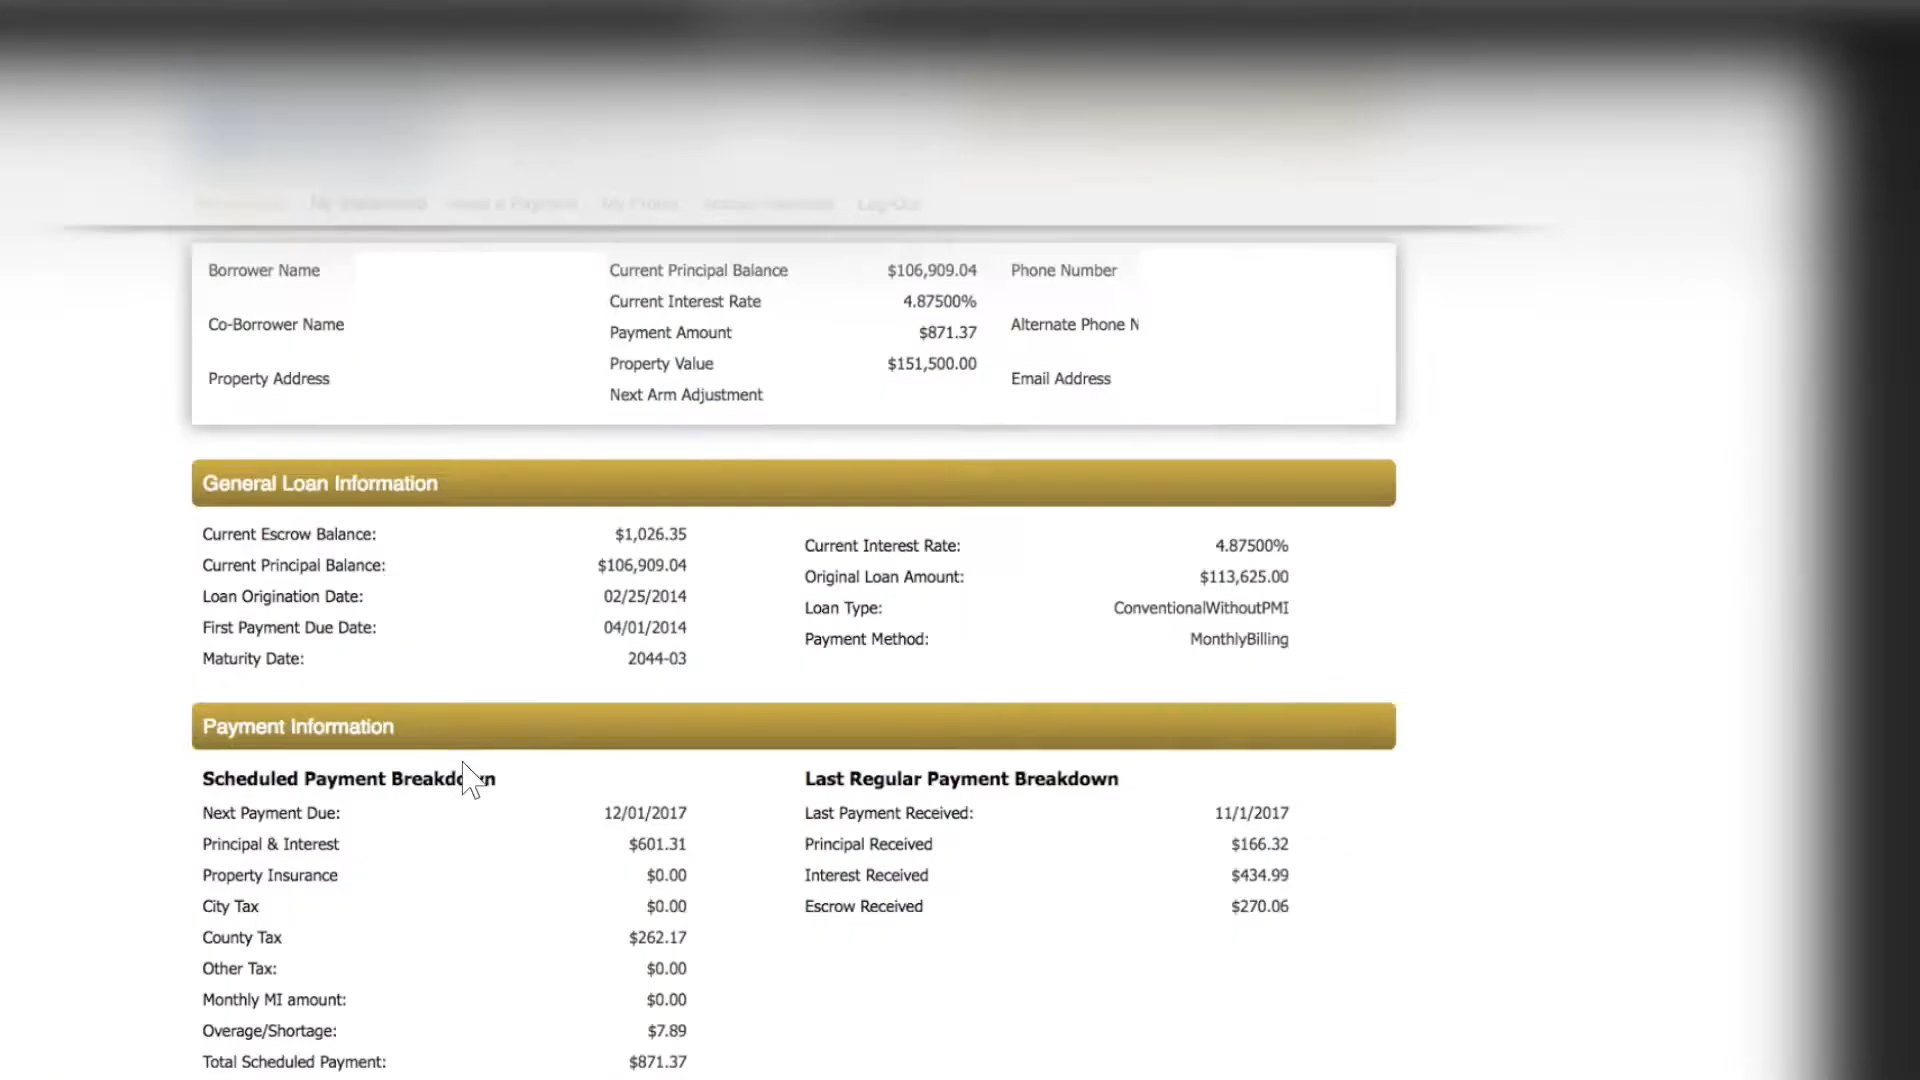 Log-Out
Borrower Name
Co-Borrower Name
Property Address
Current Principal Balance $106,909.04
Current Interest Rate 4.87500%
Payment Amount $871.37
Property Value $151,500.00
Next Arm Adjustment
Phone Number
Alternate Phone N
Email Address
General Loan Information
Current Escrow Balance: $1,026.35
Current Principal Balance: $106,909.04
Loan Origination Date: 02/25/2014
First Payment Due Date: 04/01/2014
Maturity Date: 2044-03
Current Interest Rate: 4.87500%
Original Loan Amount: $113,625.00
Loan Type: ConventionalWithoutPMI
Payment Method: MonthlyBilling
Payment Information
Scheduled Payment Breakdown
Next Payment Due: 12/01/2017
Principal & Interest $601.31
Property Insurance $0.00
City Tax $0.00
County Tax $262.17
Other Tax: $0.00
Monthly MI amount: $0.00
Overage/Shortage: $7.89
Total Scheduled Payment: $871.37
Last Regular Payment Breakdown
Last Payment Received: 11/1/2017
Principal Received $166.32
Interest Received $434.99
Escrow Received $270.06